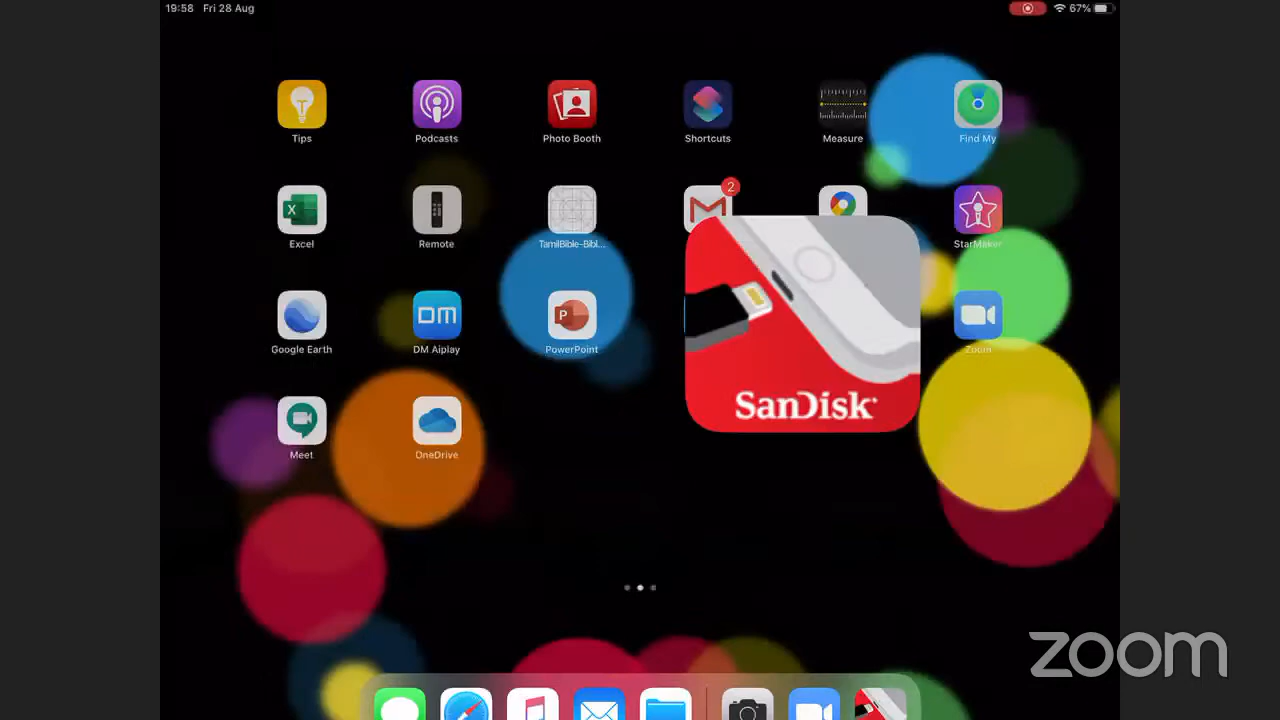 19:58 Fri 28 Aug 67%
Tips Podcasts Photo Booth Shortcuts Measure Find My
2
Excel Remote TamilBible-Bibl... StarMaker
DM
Google Earth DM Aiplay PowerPoint Zoom
SanDisk
Meet OneDrive
zoom